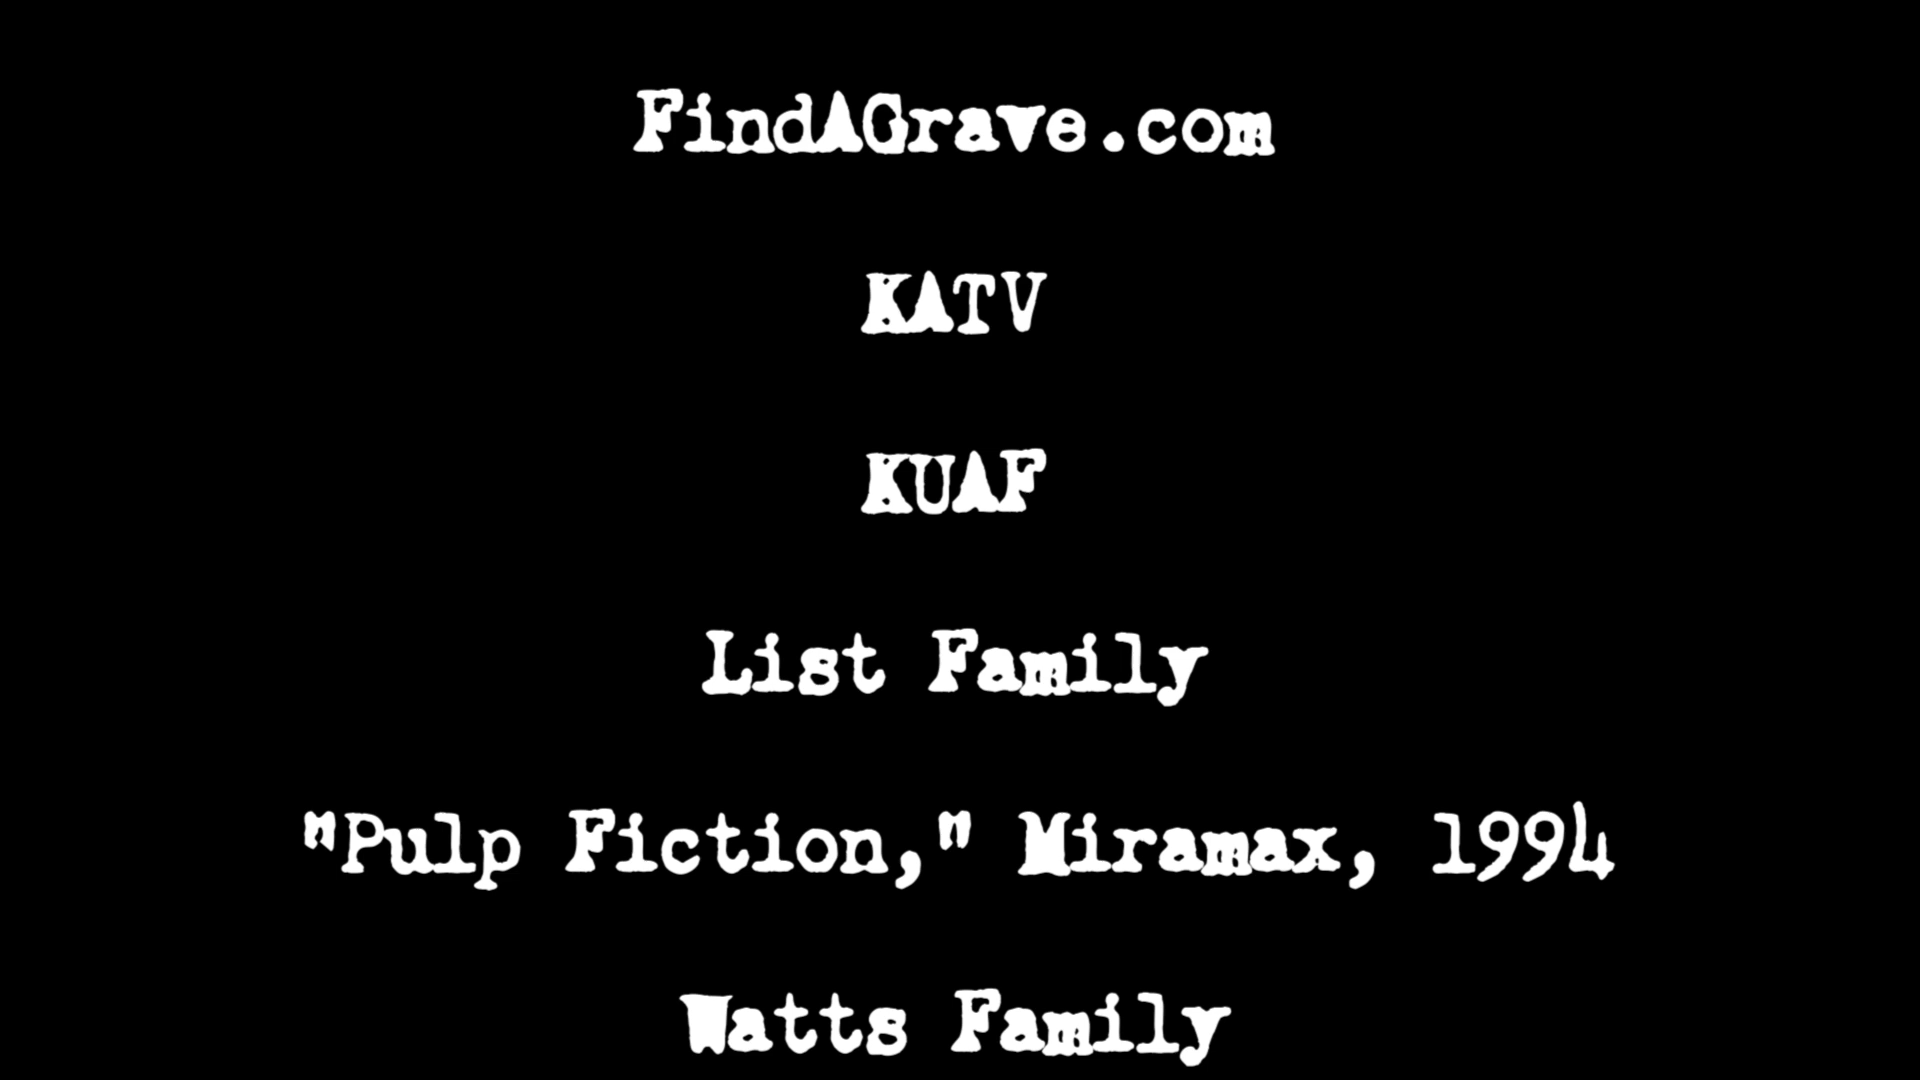 FindAGrave.com
KATV
KUAF
List Family
"Pulp Fiction," Miramax, 1994
Watts Family